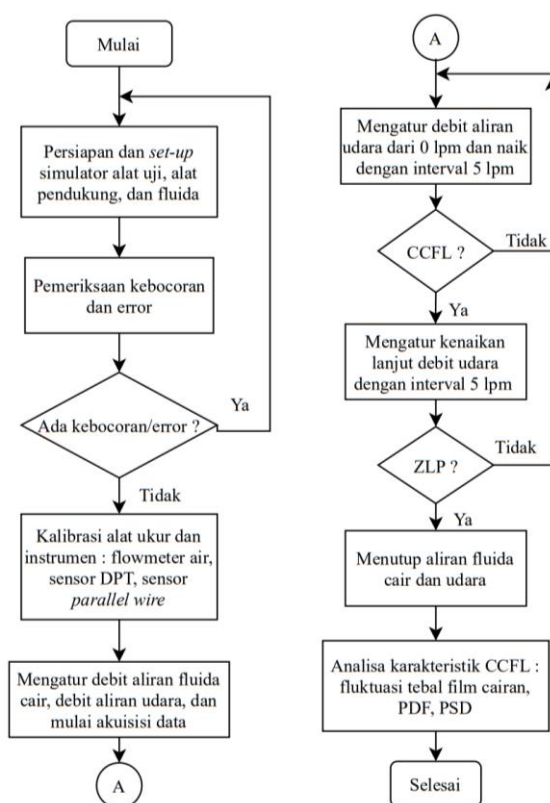 Mulai
Persiapan dan set-up
simulator alat uji, alat
pendukung, dan fluida
Pemeriksaan kebocoran
dan error
Ada kebocoran/error ?
Ya
Tidak
Kalibrasi alat ukur dan
instrumen : flowmeter air,
sensor DPT, sensor
parallel wire
Mengatur debit aliran fluida
cair, debit aliran udara, dan
mulai akuisisi data
A
A
Mengatur debit aliran
udara dari 0 lpm dan naik
dengan interval 5 lpm
CCFL ?
Tidak
Ya
Mengatur kenaikan
lanjut debit udara
dengan interval 5 lpm
ZLP ?
Tidak
Ya
Menutup aliran fluida
cair dan udara
Analisa karakteristik CCFL :
fluktuasi tebal film cairan,
PDF, PSD
Selesai